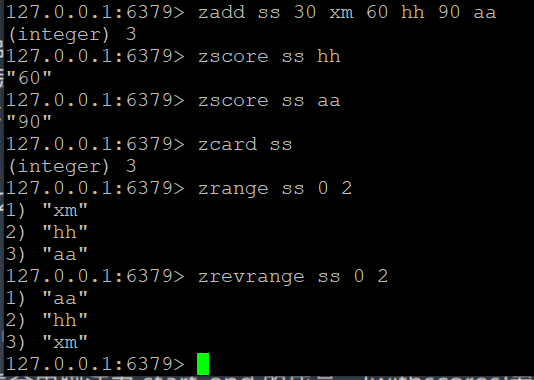 127.0.0.1:6379> zadd ss 30 xm 60 hh 90 aa
(integer) 3
127.0.0.1:6379> zscore ss hh
"60"
127.0.0.1:6379> zscore ss aa
"90"
127.0.0.1:6379> zcard ss
(integer) 3
127.0.0.1:6379> zrange ss 0 2
1) "xm"
2) "hh"
3) "aa"
127.0.0.1:6379> zrevrange ss 0 2
1) "aa"
2) "hh"
3) "xm"
127.0.0.1:6379>